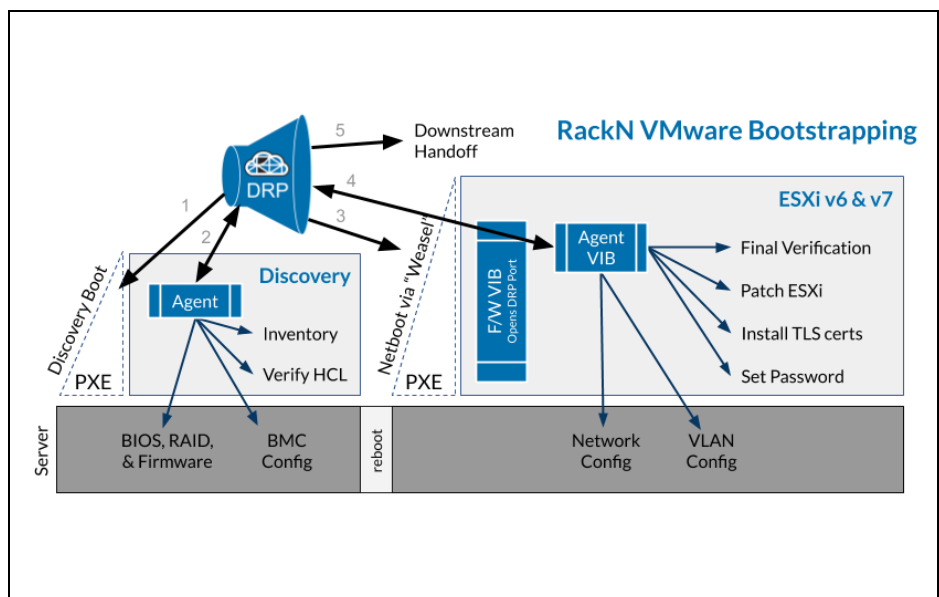 RackN VMware Bootstrapping
5
Downstream
Handoff
DRP
4
3
1
2
ESXi v6 & v7
Discovery Boot
PXE
Discovery
Agent
Inventory
Verify HCL
Netboot via "Weasel"
PXE
F/W VIB
Opens DRP Port
Agent
VIB
Final Verification
Patch ESXi
Install TLS certs
Set Password
Server
BIOS, RAID,
& Firmware
BMC
Config
reboot
Network
Config
VLAN
Config